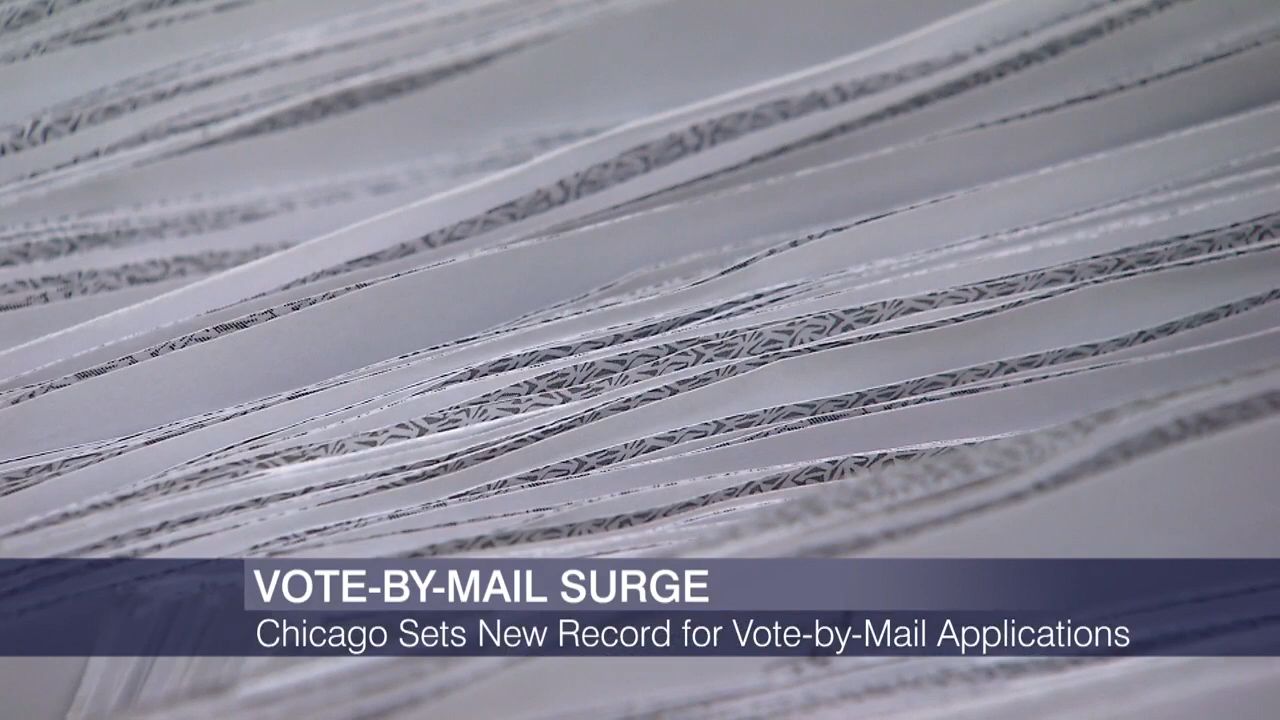 VOTE-BY-MAIL SURGE
Chicago Sets New Record for Vote-by-Mail Applications